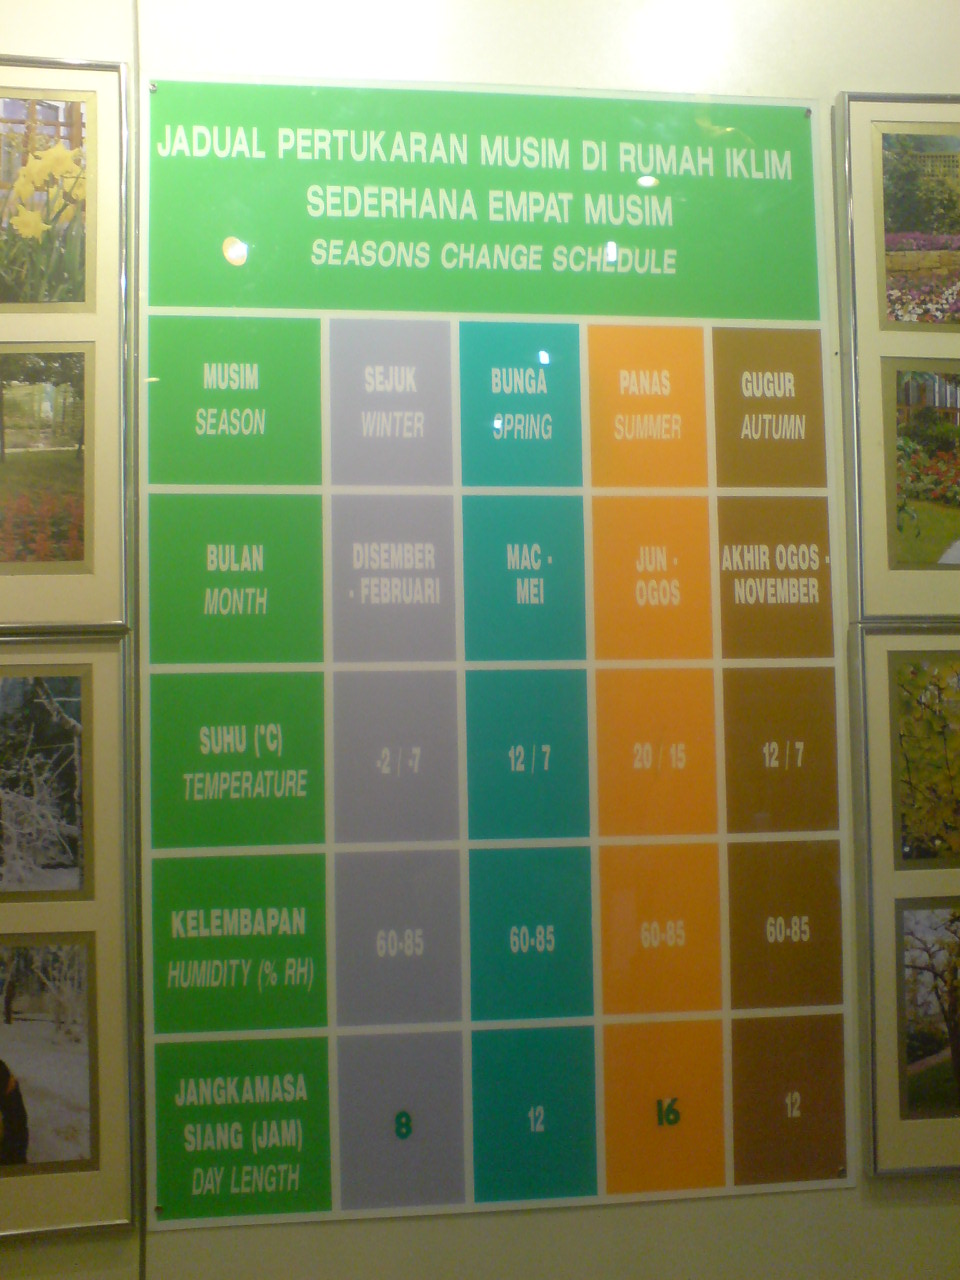 JADUAL PERTUKARAN MUSIM DI RUMAH IKLIM
SEDERHANA EMPAT MUSIM
SEASONS CHANGE SCHEDULE
MUSIM
SEASON
SEJUK
WINTER
BUNGA
SPRING
PANAS
SUMMER
GUGUR
AUTUMN
BULAN
MONTH
DISEMBER
- FEBRUARI
MAC -
MEI
JUN -
OGOS
AKHIR OGOS -
NOVEMBER
SUHU (°C)
TEMPERATURE
-2 / -7
12 / 7
20 / 15
12 / 7
KELEMBAPAN
HUMIDITY (% RH)
60-85
60-85
60-85
60-85
JANGKAMASA
SIANG (JAM)
DAY LENGTH
8
12
16
12